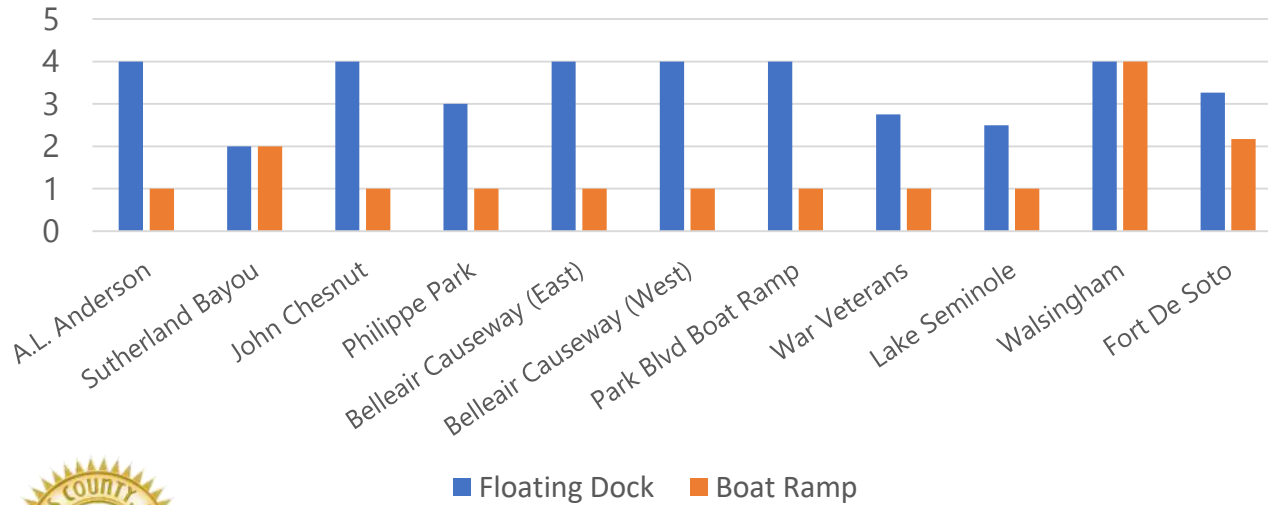 5
4
3
2
1
0
A.L. Anderson
Sutherland Bayou
John Chesnut
Philippe Park
Belleair Causeway (East)
Belleair Causeway (West)
Park Blvd Boat Ramp
War Veterans
Lake Seminole
Walsingham
Fort De Soto
Floating Dock
Boat Ramp
COUNTY